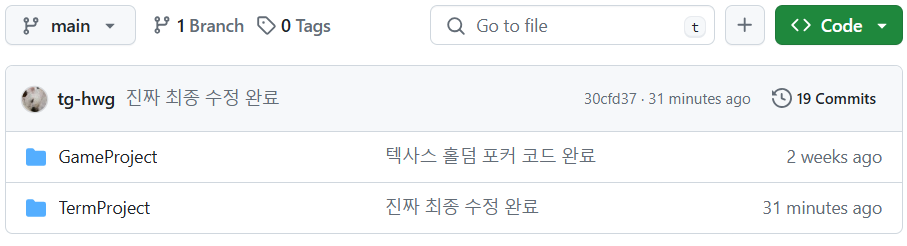 main 1 Branch 0 Tags Go to file t Code
tg-hwg 진짜 최종 수정 완료 30cfd37 · 31 minutes ago 19 Commits
GameProject 텍사스 홀덤 포커 코드 완료 2 weeks ago
TermProject 진짜 최종 수정 완료 31 minutes ago